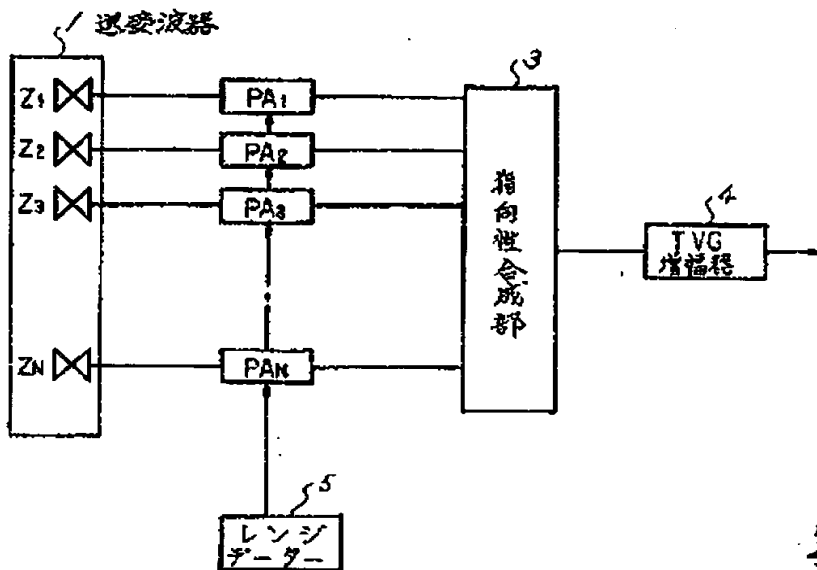 1 送受波器
3
Z1 PA1
Z2 PA2
Z3 PA3
指向性合成部
4
TVG
増幅器
ZN PAN
5
レンジ
データー